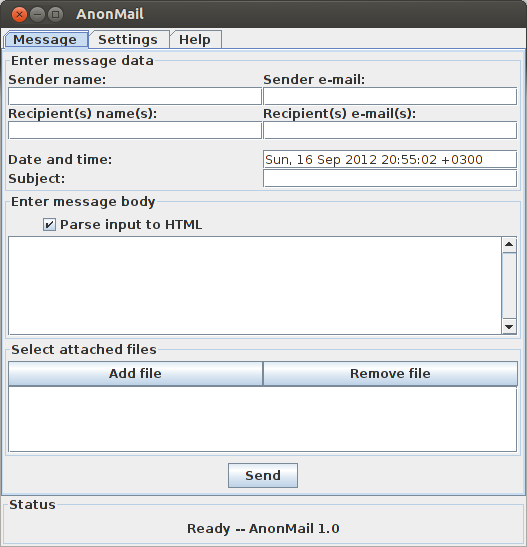 AnonMail
Message Settings Help
Enter message data
Sender name: Sender e-mail:
Recipient(s) name(s): Recipient(s) e-mail(s):
Date and time: Sun, 16 Sep 2012 20:55:02 +0300
Subject:
Enter message body
Parse input to HTML
Select attached files
Add file Remove file
Send
Status
Ready -- AnonMail 1.0